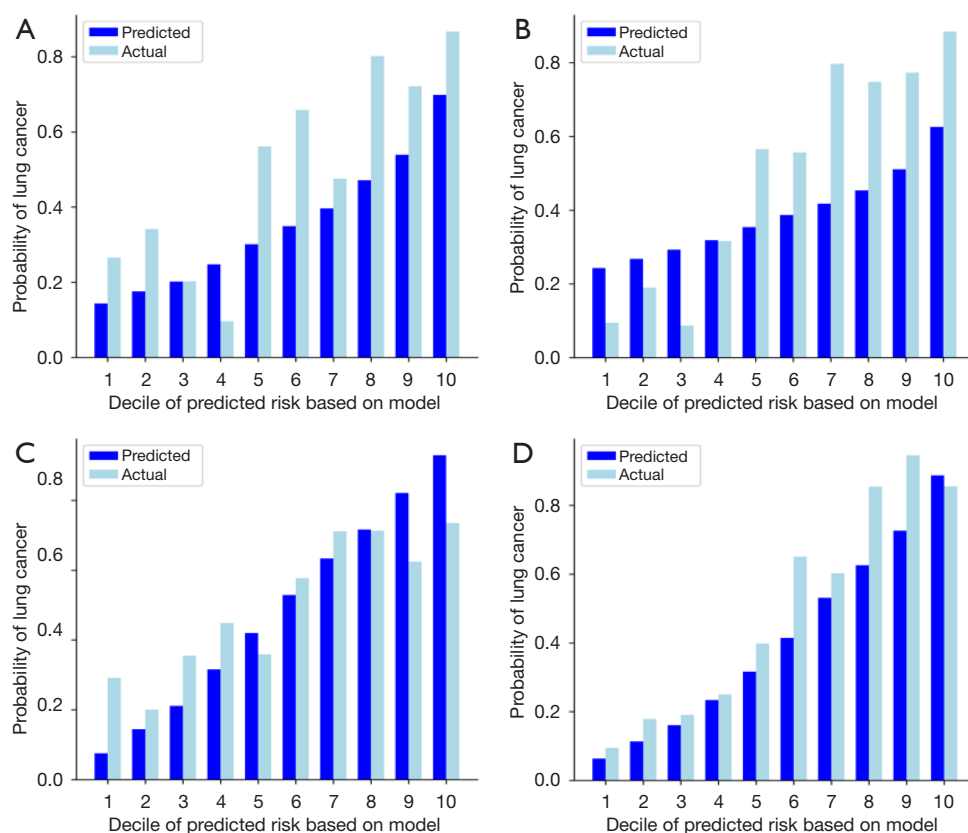 A
Predicted
Actual
Probability of lung cancer
0.8
0.6
0.4
0.2
0.0
1 2 3 4 5 6 7 8 9 10
Decile of predicted risk based on model
B
Predicted
Actual
Probability of lung cancer
0.8
0.6
0.4
0.2
0.0
1 2 3 4 5 6 7 8 9 10
Decile of predicted risk based on model
C
Predicted
Actual
Probability of lung cancer
0.8
0.6
0.4
0.2
0.0
1 2 3 4 5 6 7 8 9 10
Decile of predicted risk based on model
D
Predicted
Actual
Probability of lung cancer
0.8
0.6
0.4
0.2
0.0
1 2 3 4 5 6 7 8 9 10
Decile of predicted risk based on model